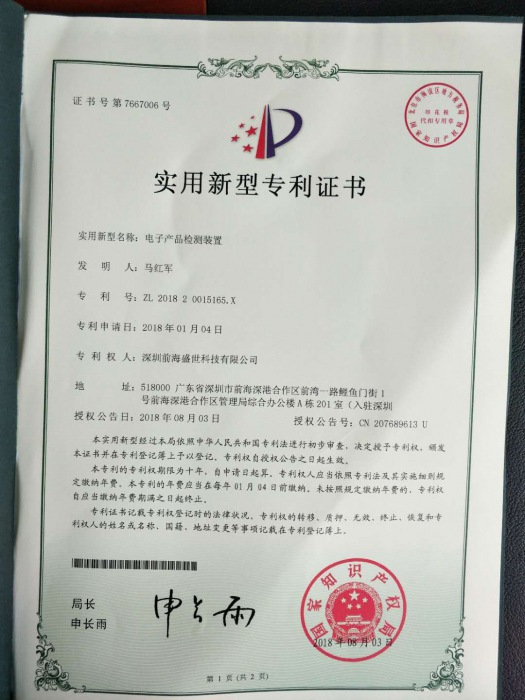 证书号第7667006号
印花税
代扣专用章
国家知识产权局
实用新型专利证书
实用新型名称：电子产品检测装置
发明人：马红军
专利号：ZL 2018 2 0015165.X
专利申请日：2018年01月04日
专利权人：深圳前海盛世科技有限公司
地址：518000 广东省深圳市前海深港合作区前湾一路鲤鱼门街1
号前海深港合作区管理局综合办公楼A栋201室（入驻深圳
授权公告日：2018年08月03日 授权公告号：CN 207689613 U
本实用新型经过本局依照中华人民共和国专利法进行初步审查，决定授予专利权，颁发
本证书并在专利登记簿上予以登记。专利权自授权公告之日起生效。
本专利的专利权期限为十年，自申请日起算。专利权人应当依照专利法及其实施细则规
定缴纳年费。本专利的年费应当在每年01月04日前缴纳。未按照规定缴纳年费的，专利权
自应当缴纳年费期满之日起终止。
专利证书记载专利权登记时的法律状况。专利权的转移、质押、无效、终止、恢复和专
利权人的姓名或名称、国籍、地址变更等事项记载在专利登记簿上。
局长
申长雨
申长雨
国家知识产权局
2018年08月03日
第1页（共2页）